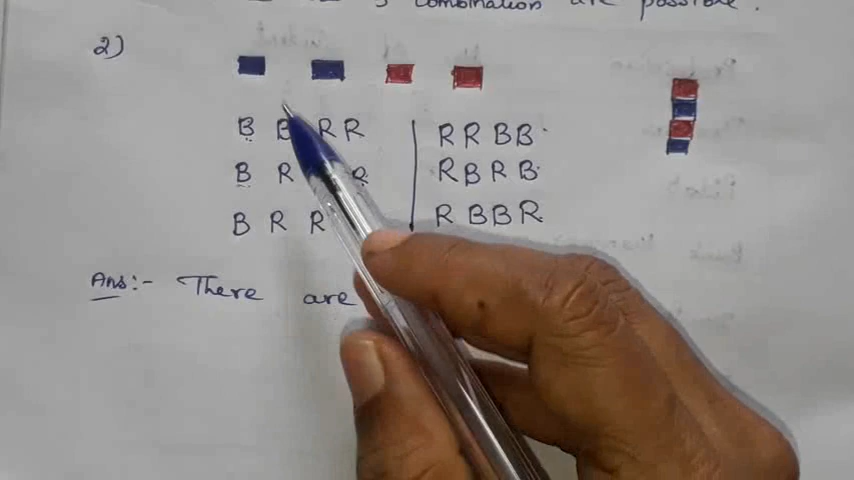 combination are possible.
2)
B B R R R R B B
B R R R B R B
B R R R B B R
Ans:- There are